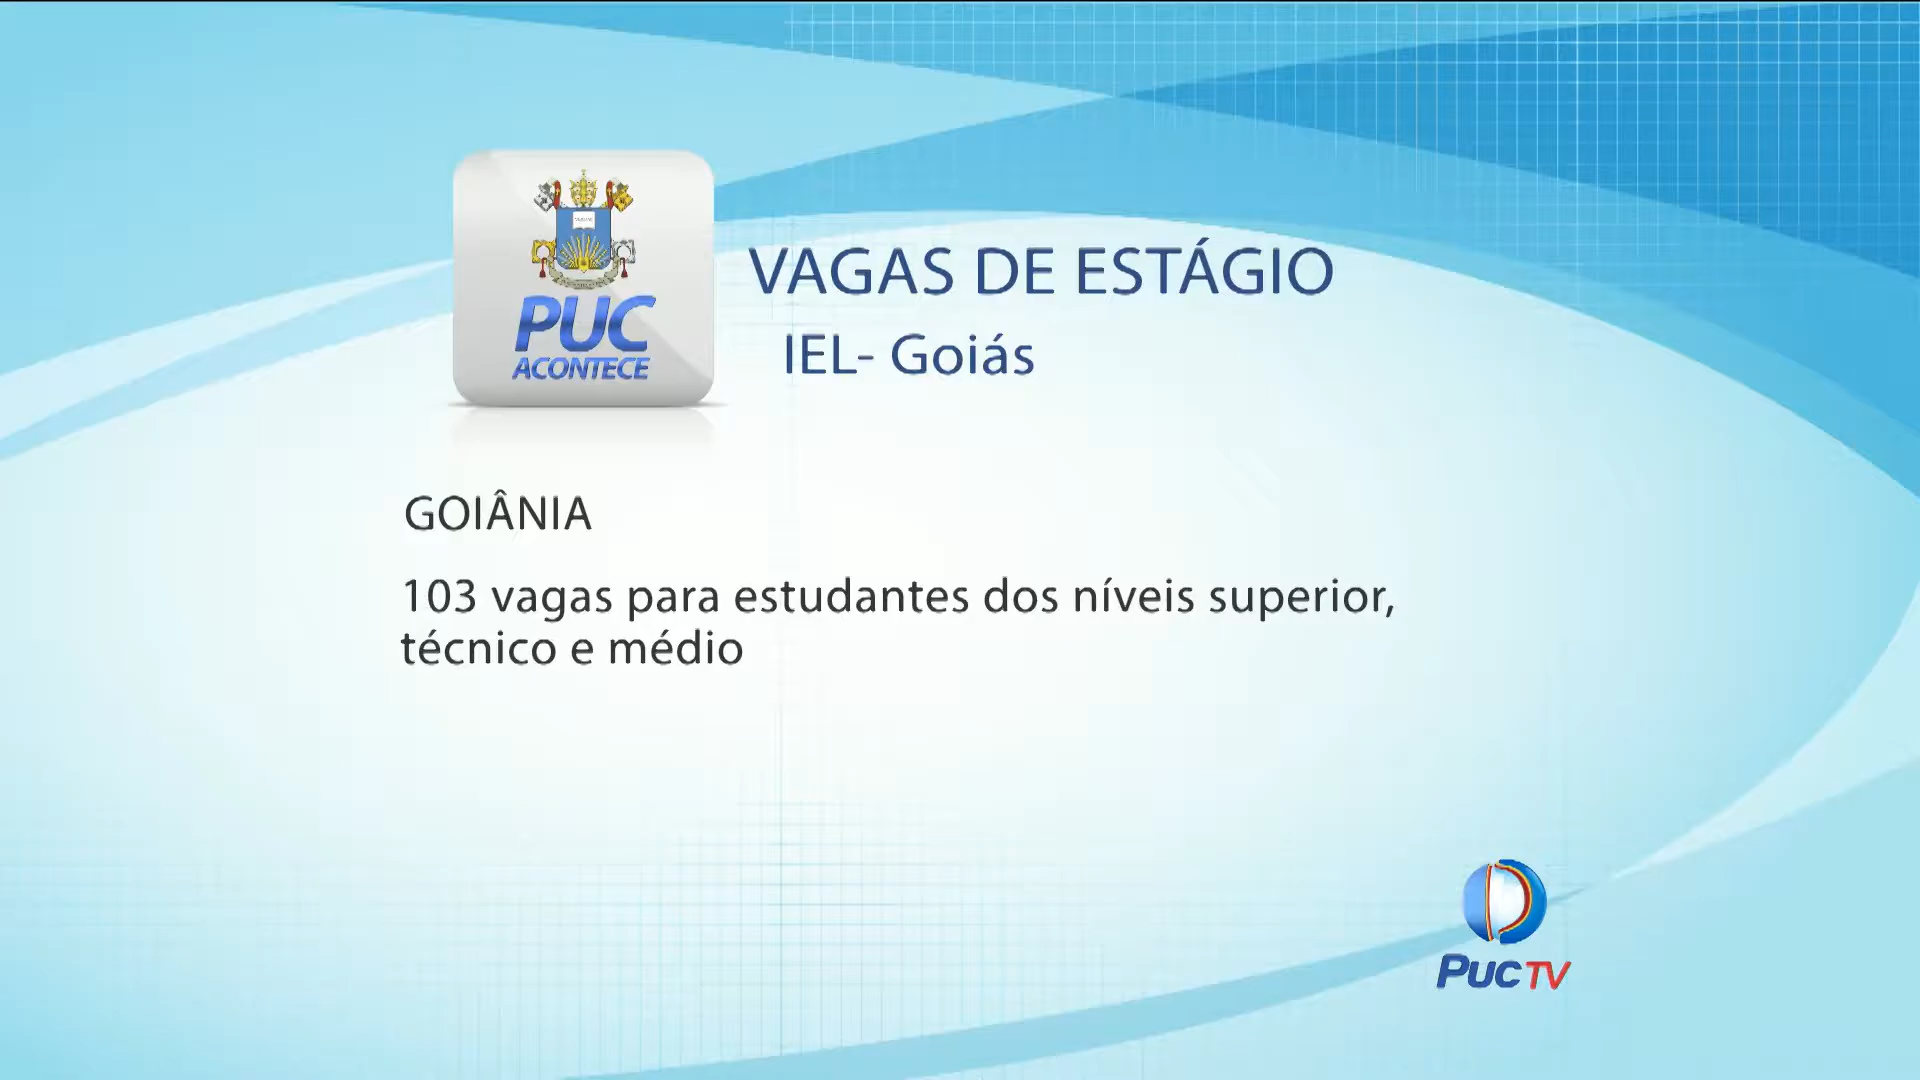 PUC
ACONTECE
VAGAS DE ESTÁGIO
IEL- Goiás
GOIÂNIA
103 vagas para estudantes dos níveis superior,
técnico e médio
PUC TV